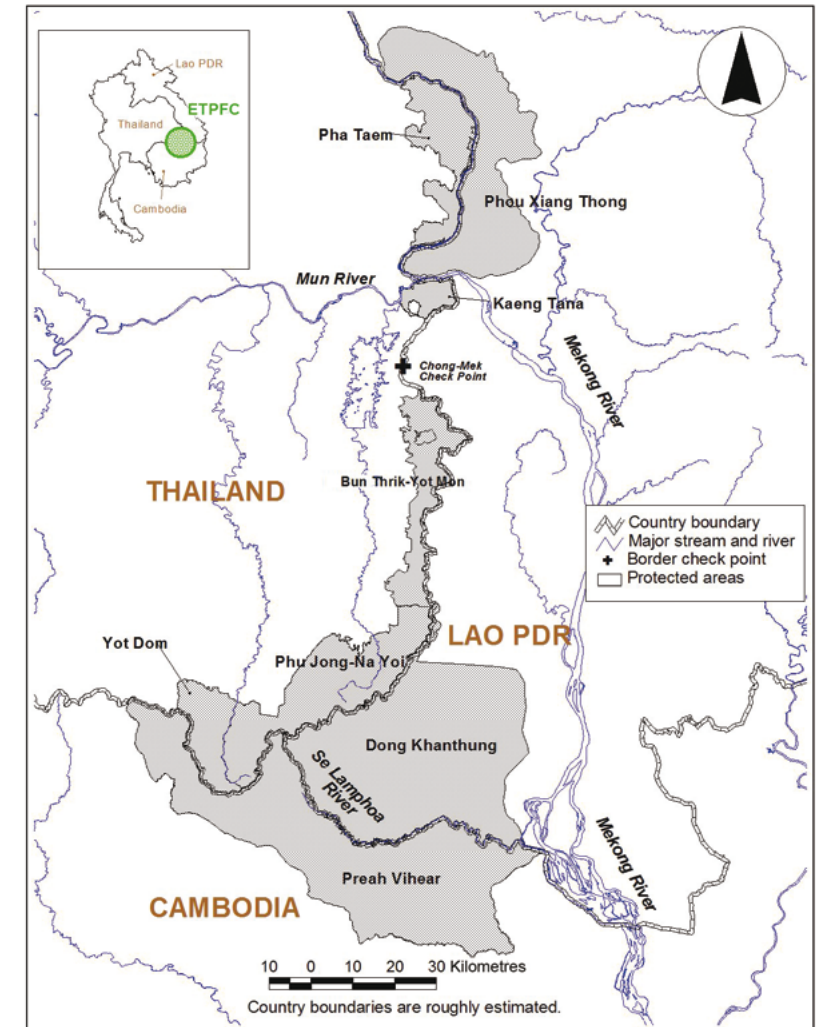 Lao PDR
ETPFC
Thailand
Cambodia
Pha Taem
Phou Xiang Thong
Mun River
Kaeng Tana
Chong-Mek
Check Point
Mekong River
THAILAND
Bun Thrik-Yot Mon
Country boundary
Major stream and river
Border check point
Protected areas
LAO PDR
Yot Dom
Phu Jong-Na Yoi
Dong Khanthung
Se Lamphoa
River
Mekong River
Preah Vihear
CAMBODIA
10 0 10 20 30 Kilometres
Country boundaries are roughly estimated.